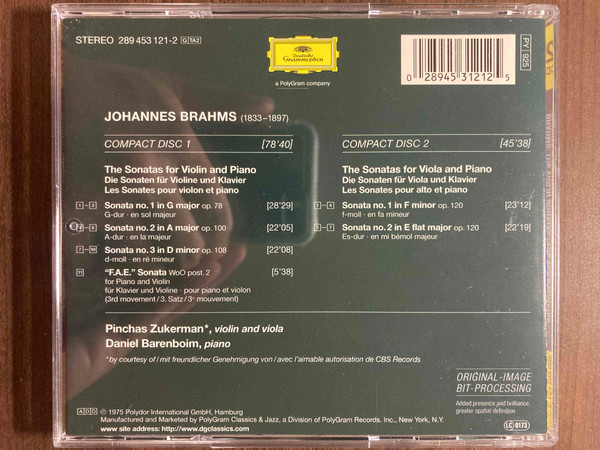 STEREO 289 453 121-2 G TA2
Deutsche
Grammophon
a PolyGram company
0 28945 31212 5
PY 925
JOHANNES BRAHMS (1833–1897)
COMPACT DISC 1 [78'40]
The Sonatas for Violin and Piano
Die Sonaten für Violine und Klavier
Les Sonates pour violon et piano
1 – 3 Sonata no. 1 in G major op. 78 [28'29]
G-dur · en sol majeur
Sonata no. 2 in A major op. 100 [22'05]
A-dur · en la majeur
7 – 10 Sonata no. 3 in D minor op. 108 [22'08]
d-moll · en ré mineur
11 "F.A.E." Sonata WoO post. 2 [5'38]
for Piano and Violin
für Klavier und Violine · pour piano et violon
(3rd movement / 3. Satz / 3e mouvement)
COMPACT DISC 2 [45'38]
The Sonatas for Viola and Piano
Die Sonaten für Viola und Klavier
Les Sonates pour alto et piano
1 – 4 Sonata no. 1 in F minor op. 120 [23'12]
f-moll · en fa mineur
5 – 7 Sonata no. 2 in E flat major op. 120 [22'19]
Es-dur · en mi bémol majeur
Pinchas Zukerman*, violin and viola
Daniel Barenboim, piano
* by courtesy of / mit freundlicher Genehmigung von / avec l'aimable autorisation de CBS Records
ORIGINAL-IMAGE
BIT-PROCESSING
Added presence and brilliance,
greater spatial definition
ADD ℗ 1975 Polydor International GmbH, Hamburg
Manufactured and Marketed by PolyGram Classics & Jazz, a Division of PolyGram Records. Inc., New York, N.Y.
www site address: http://www.dgclassics.com
LC 0173